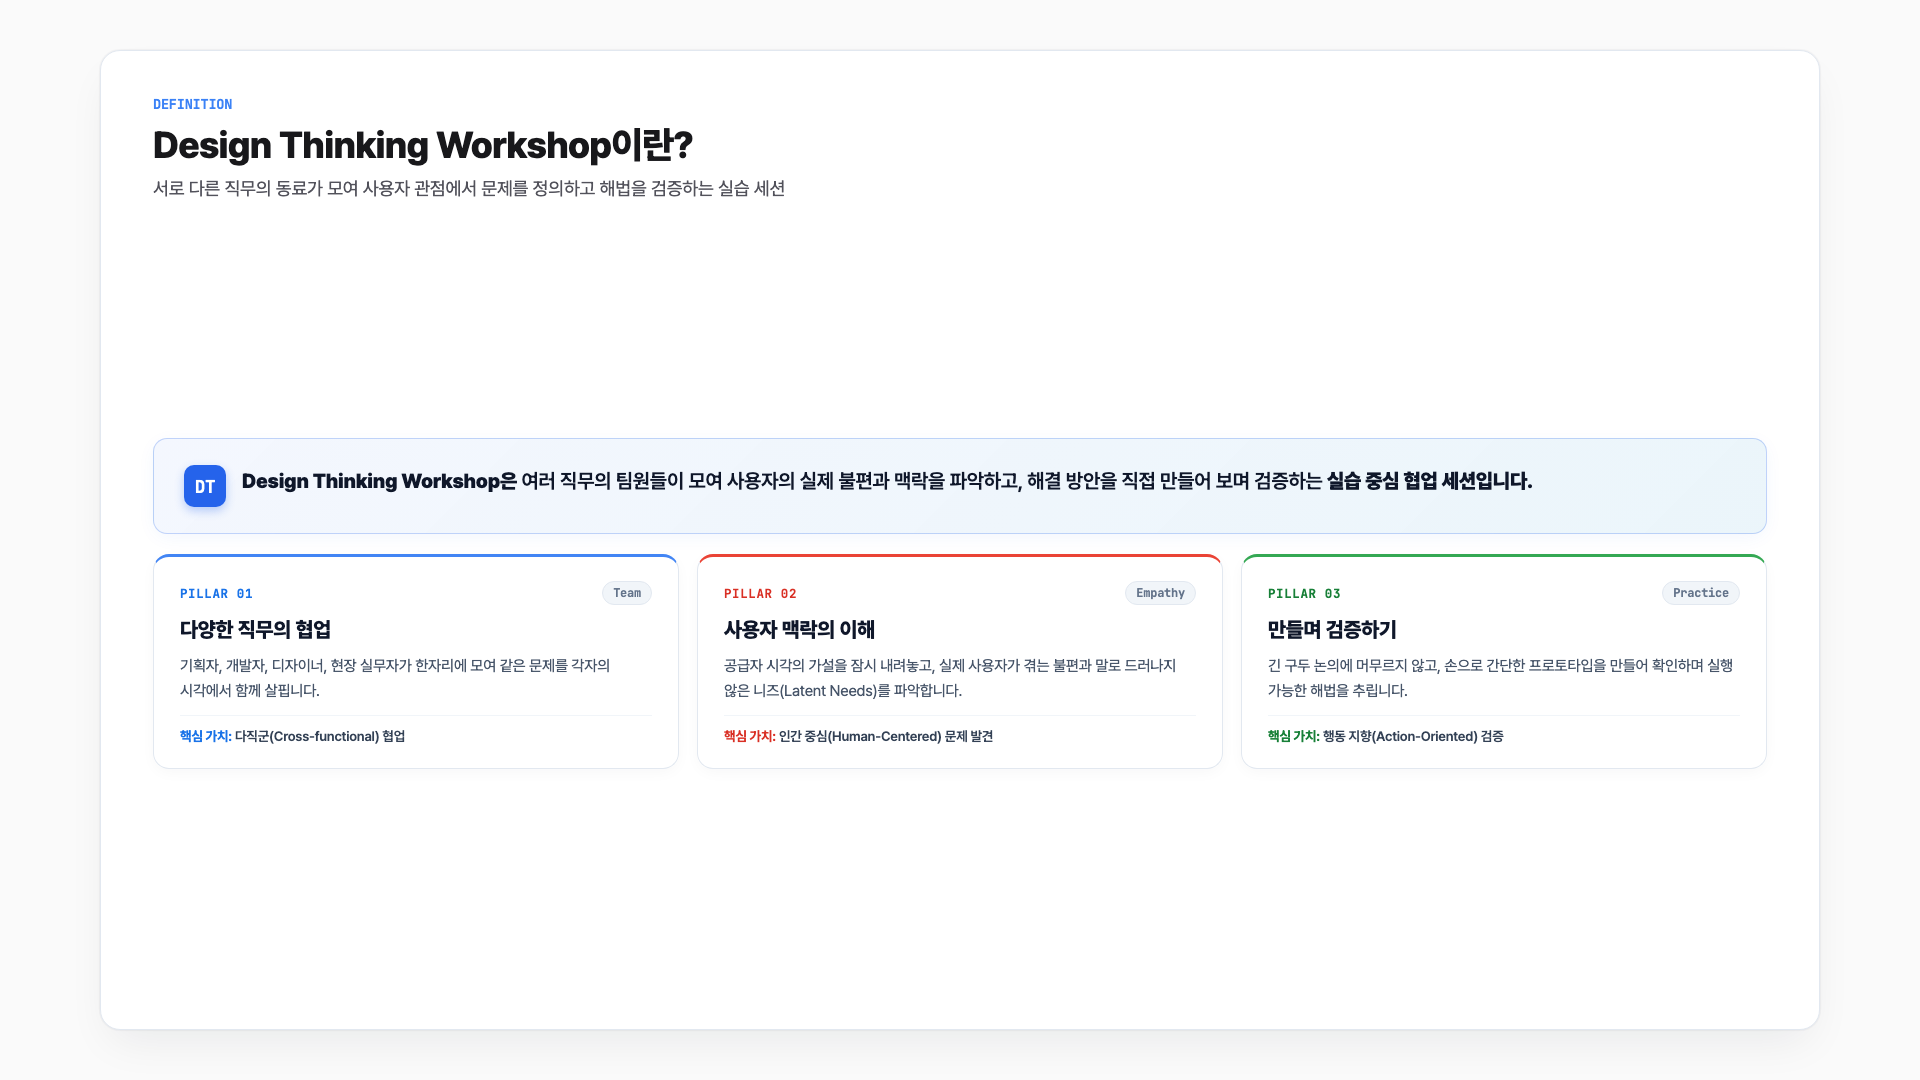 DEFINITION
Design Thinking Workshop이란?
서로 다른 직무의 동료가 모여 사용자 관점에서 문제를 정의하고 해법을 검증하는 실습 세션
DT
Design Thinking Workshop은 여러 직무의 팀원들이 모여 사용자의 실제 불편과 맥락을 파악하고, 해결 방안을 직접 만들어 보며 검증하는 실습 중심 협업 세션입니다.
PILLAR 01
Team
다양한 직무의 협업
기획자, 개발자, 디자이너, 현장 실무자가 한자리에 모여 같은 문제를 각자의
시각에서 함께 살핍니다.
핵심 가치: 다직군(Cross-functional) 협업
PILLAR 02
Empathy
사용자 맥락의 이해
공급자 시각의 가설을 잠시 내려놓고, 실제 사용자가 겪는 불편과 말로 드러나지
않은 니즈(Latent Needs)를 파악합니다.
핵심 가치: 인간 중심(Human-Centered) 문제 발견
PILLAR 03
Practice
만들며 검증하기
긴 구두 논의에 머무르지 않고, 손으로 간단한 프로토타입을 만들어 확인하며 실행
가능한 해법을 추립니다.
핵심 가치: 행동 지향(Action-Oriented) 검증